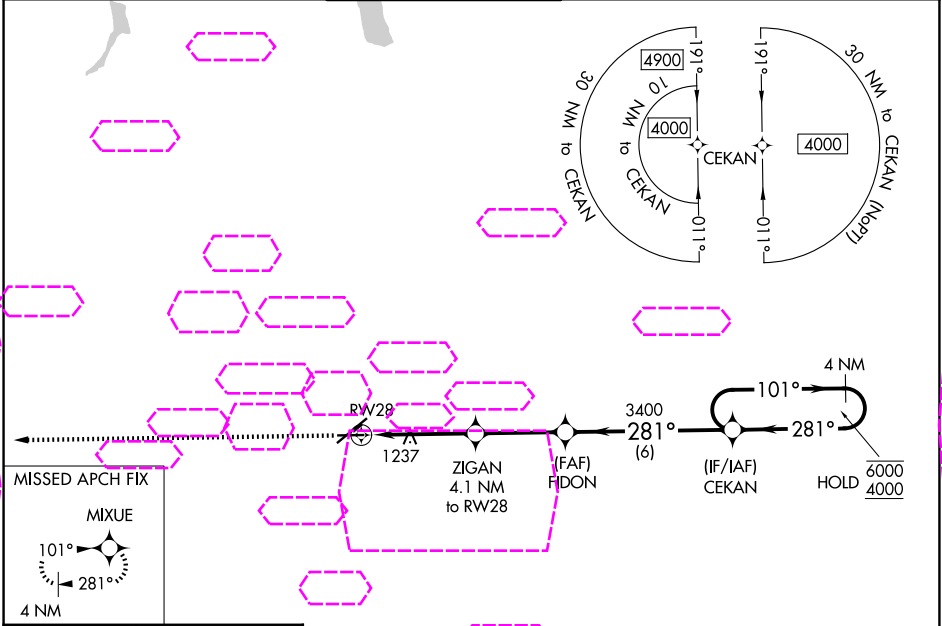 4900
191°
191°
30 NM to CEKAN
10 NM to CEKAN
4000
CEKAN
4000
30 NM to CEKAN (NoPT)
011°
011°
4 NM
101°
RW28
3400
281°
281°
(6)
1237
ZIGAN
4.1 NM
to RW28
(FAF)
FIDON
(IF/IAF)
CEKAN
HOLD
6000
4000
MISSED APCH FIX
MIXUE
101°
281°
4 NM